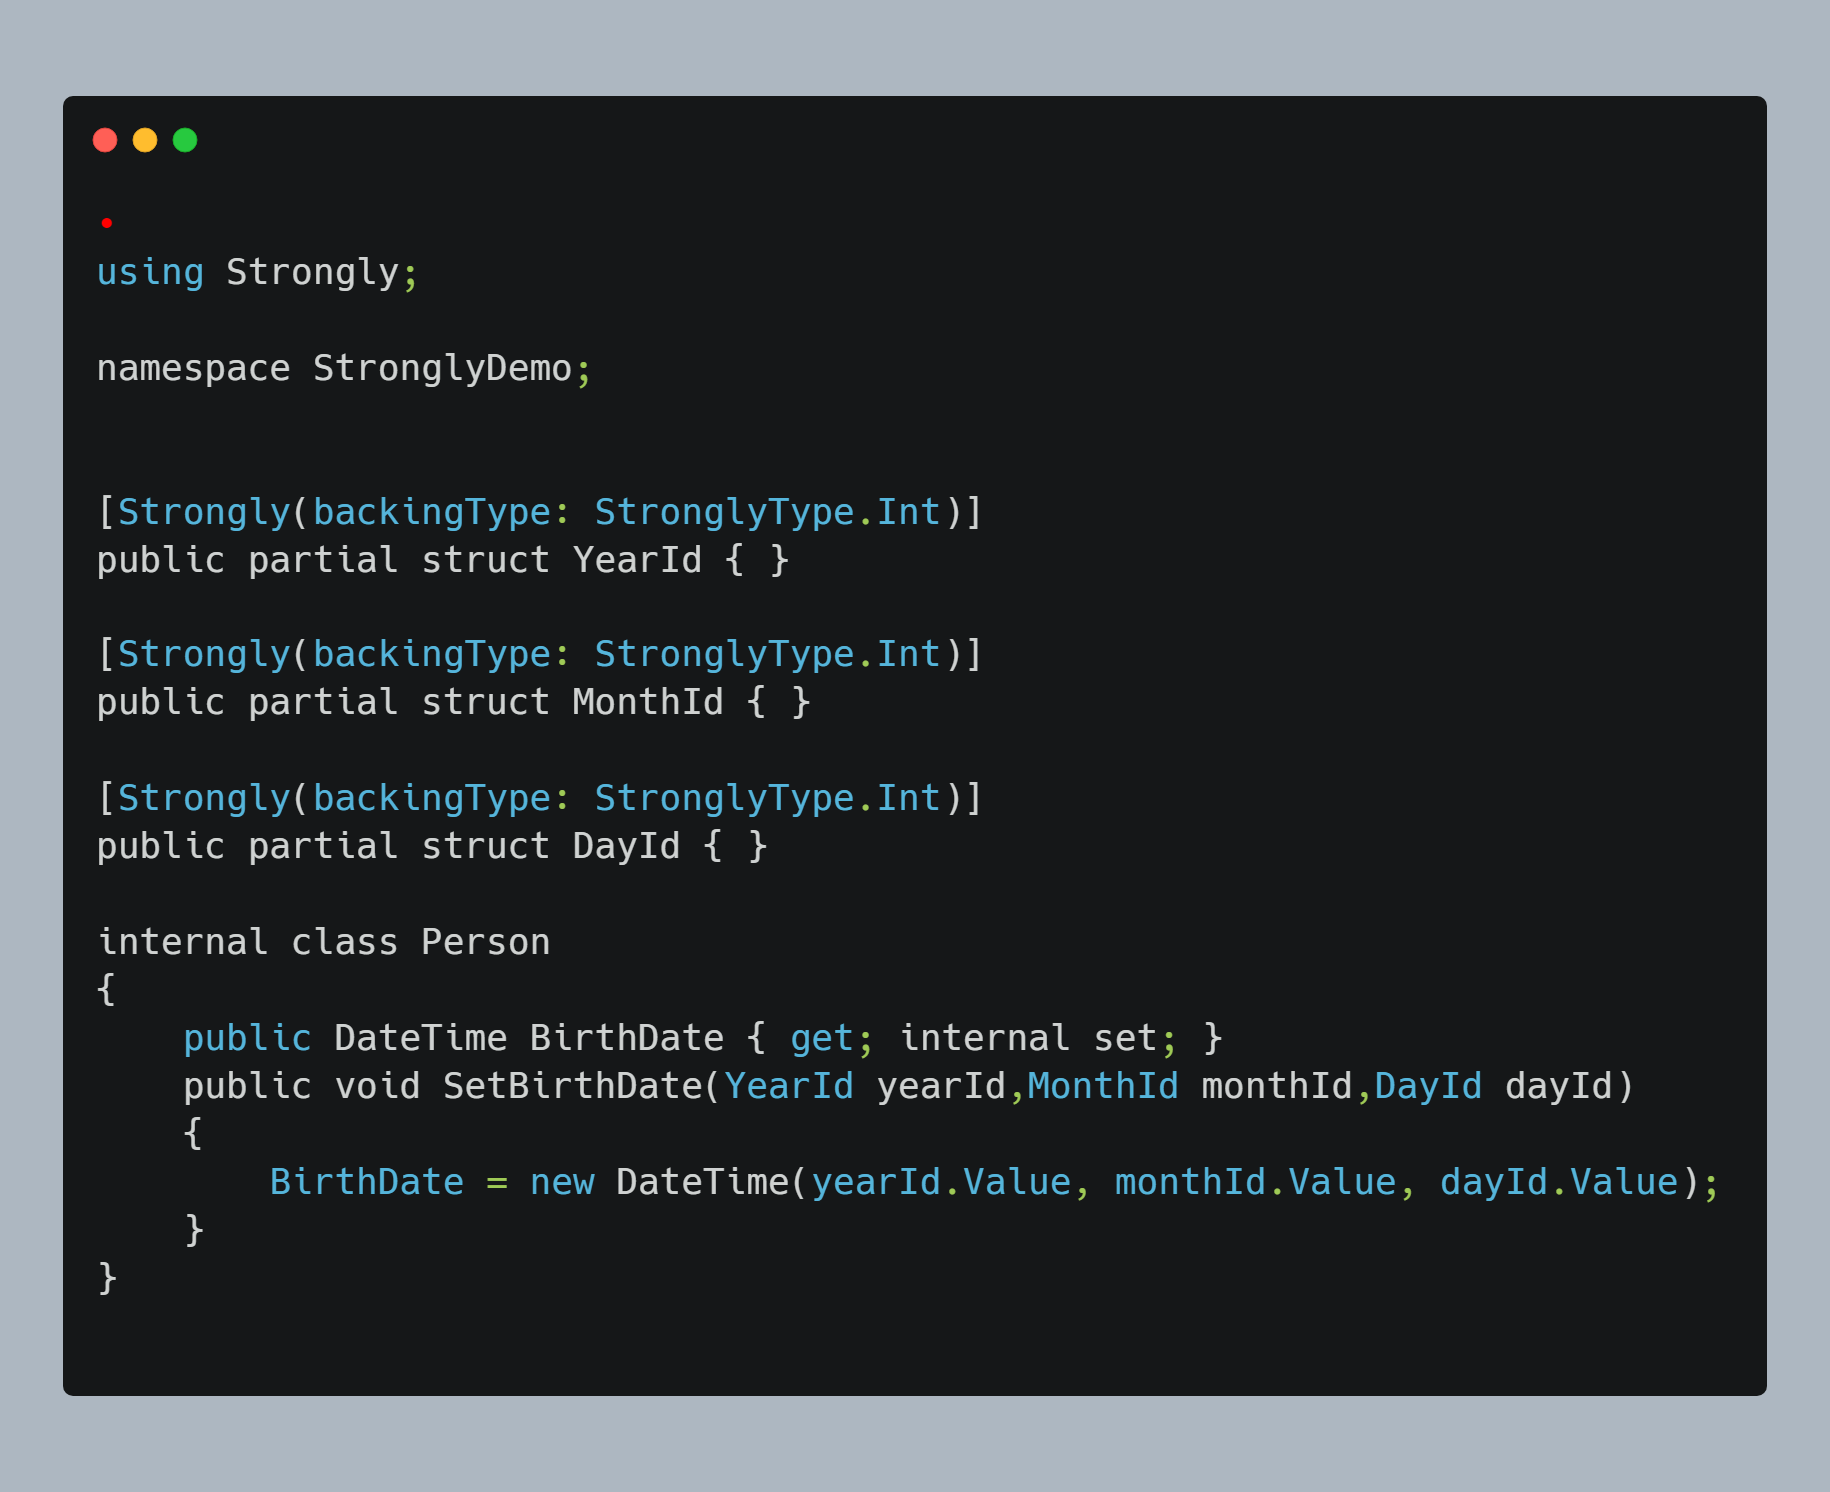 using Strongly;
namespace StronglyDemo;
[Strongly(backingType: StronglyType.Int)]
public partial struct YearId { }
[Strongly(backingType: StronglyType.Int)]
public partial struct MonthId { }
[Strongly(backingType: StronglyType.Int)]
public partial struct DayId { }
internal class Person
{
    public DateTime BirthDate { get; internal set; }
    public void SetBirthDate(YearId yearId,MonthId monthId,DayId dayId)
    {
        BirthDate = new DateTime(yearId.Value, monthId.Value, dayId.Value);
    }
}